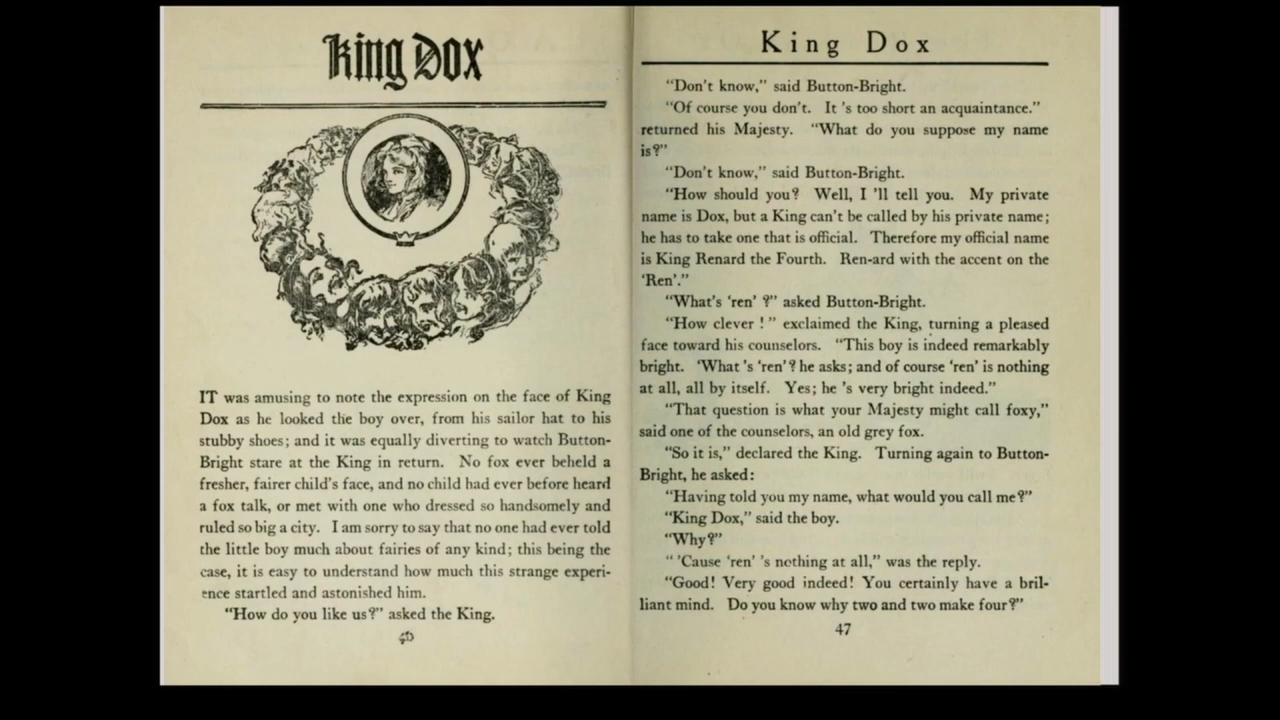 King Dox
IT was amusing to note the expression on the face of King
Dox as he looked the boy over, from his sailor hat to his
stubby shoes; and it was equally diverting to watch Button-
Bright stare at the King in return. No fox ever beheld a
fresher, fairer child's face, and no child had ever before heard
a fox talk, or met with one who dressed so handsomely and
ruled so big a city. I am sorry to say that no one had ever told
the little boy much about fairies of any kind; this being the
case, it is easy to understand how much this strange experi-
ence startled and astonished him.
"How do you like us?" asked the King.
46
King Dox
"Don't know," said Button-Bright.
"Of course you don't. It 's too short an acquaintance."
returned his Majesty. "What do you suppose my name
is?"
"Don't know," said Button-Bright.
"How should you? Well, I 'll tell you. My private
name is Dox, but a King can't be called by his private name;
he has to take one that is official. Therefore my official name
is King Renard the Fourth. Ren-ard with the accent on the
'Ren'."
"What's 'ren' ?" asked Button-Bright.
"How clever ! " exclaimed the King, turning a pleased
face toward his counselors. "This boy is indeed remarkably
bright. 'What 's 'ren'? he asks; and of course 'ren' is nothing
at all, all by itself. Yes; he 's very bright indeed."
"That question is what your Majesty might call foxy,"
said one of the counselors, an old grey fox.
"So it is," declared the King. Turning again to Button-
Bright, he asked:
"Having told you my name, what would you call me?"
"King Dox," said the boy.
"Why?"
" 'Cause 'ren' 's nothing at all," was the reply.
"Good! Very good indeed! You certainly have a bril-
liant mind. Do you know why two and two make four?"
47